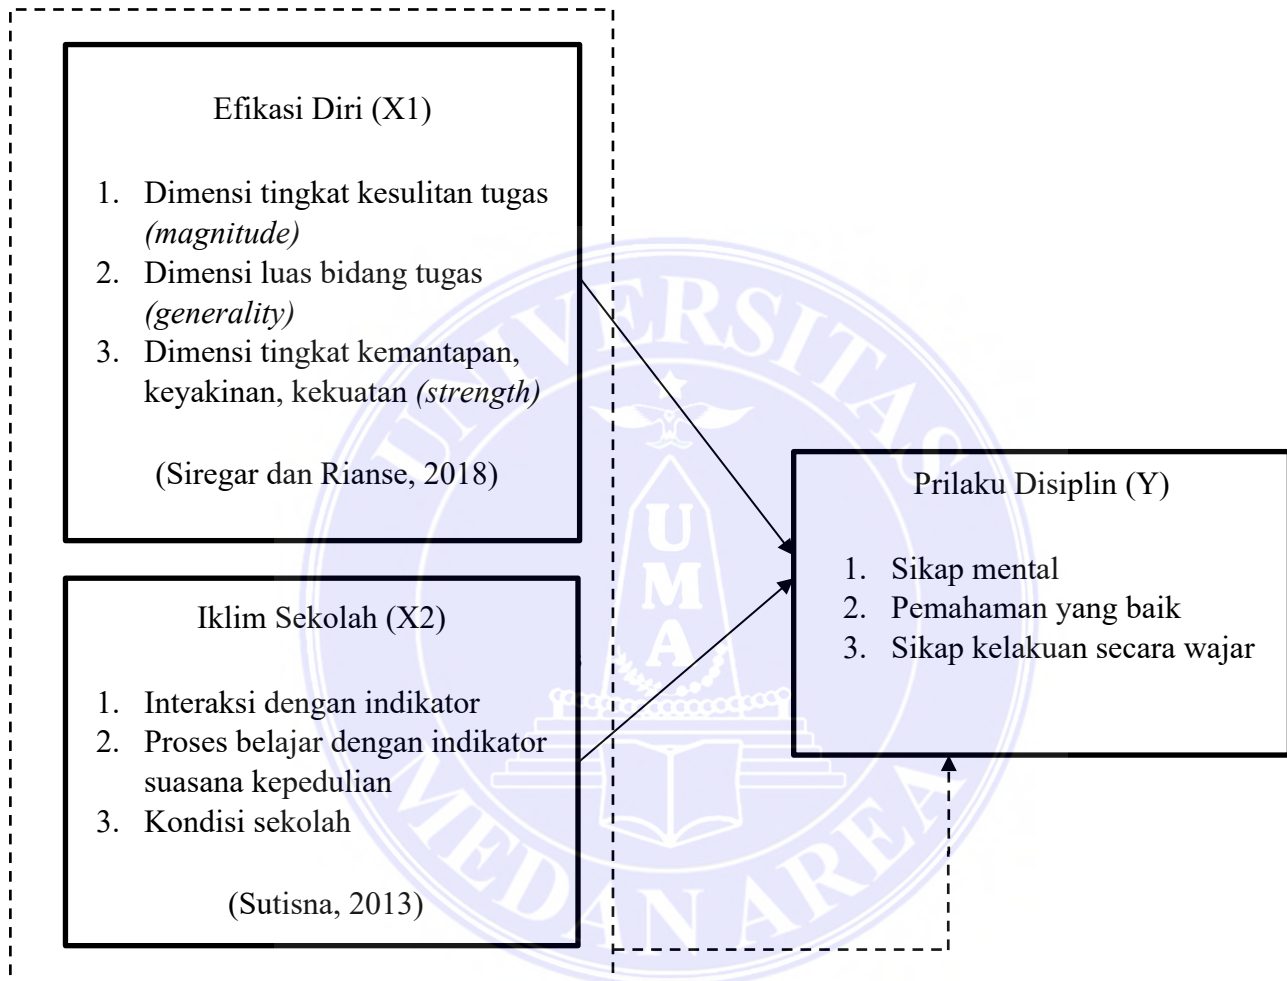 Efikasi Diri (X1)
1. Dimensi tingkat kesulitan tugas
(magnitude)
2. Dimensi luas bidang tugas
(generality)
3. Dimensi tingkat kemantapan,
keyakinan, kekuatan (strength)
(Siregar dan Rianse, 2018)
Iklim Sekolah (X2)
1. Interaksi dengan indikator
2. Proses belajar dengan indikator
suasana kepedulian
3. Kondisi sekolah
(Sutisna, 2013)
Prilaku Disiplin (Y)
1. Sikap mental
2. Pemahaman yang baik
3. Sikap kelakuan secara wajar
UNIVERSITAS
MEDAN AREA
U
M
A